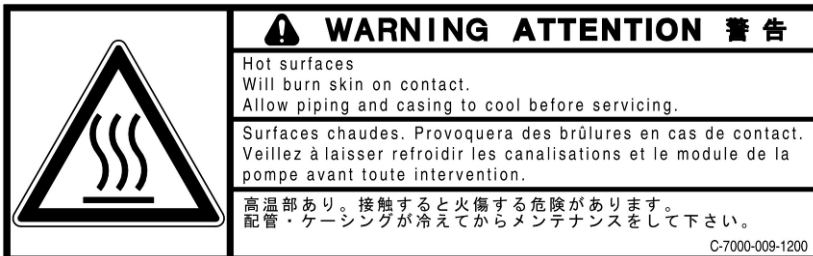 WARNING ATTENTION 警告
Hot surfaces
Will burn skin on contact.
Allow piping and casing to cool before servicing.
Surfaces chaudes. Provoquera des brûlures en cas de contact.
Veillez à laisser refroidir les canalisations et le module de la
pompe avant toute intervention.
高温部あり。接触すると火傷する危険があります。
配管・ケーシングが冷えてからメンテナンスをして下さい。
C-7000-009-1200